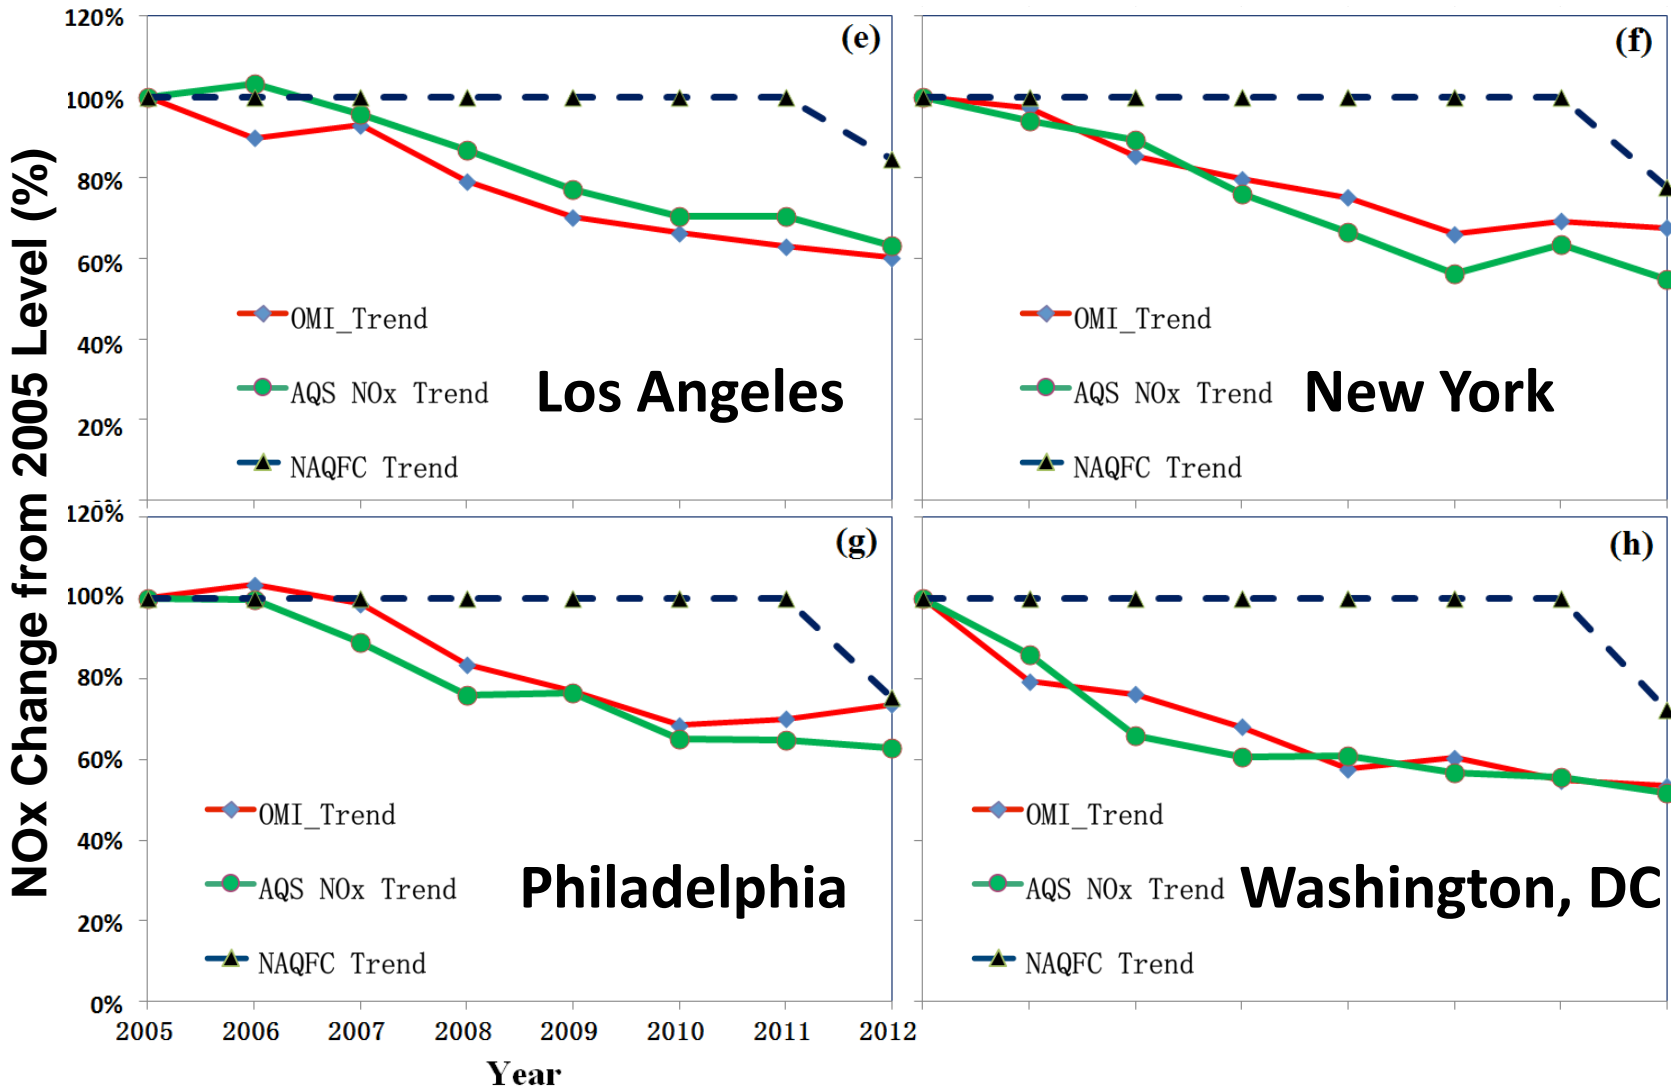 NOx Change from 2005 Level (%)
120%
100%
80%
60%
40%
20%
(e)
OMI_Trend
AQS NOx Trend
NAQFC Trend
Los Angeles
(f)
OMI_Trend
AQS NOx Trend
NAQFC Trend
New York
120%
100%
80%
60%
40%
20%
0%
(g)
OMI_Trend
AQS NOx Trend
NAQFC Trend
Philadelphia
(h)
OMI_Trend
AQS NOx Trend
NAQFC Trend
Washington, DC
2005 2006 2007 2008 2009 2010 2011 2012
Year